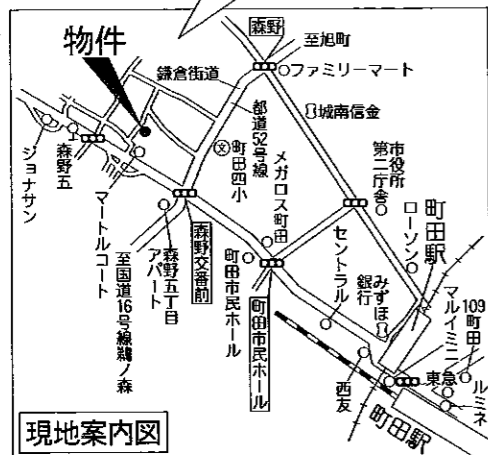 物件
森野
至旭町
ファミリーマート
鎌倉街道
都道52号線
城南信金
文
町田四小
メガロス町田
市役所
第二庁舎
ローソン
町田駅
ジョナサン
森野五
マートルコート
至国道16号線鵜ノ森
森野五丁目
アパート
森野交番前
町田市民ホール
町田市民ホール
セントラル
みずほ
銀行
マルイミニ
109町田
東急
ルミネ
西友
町田駅
現地案内図